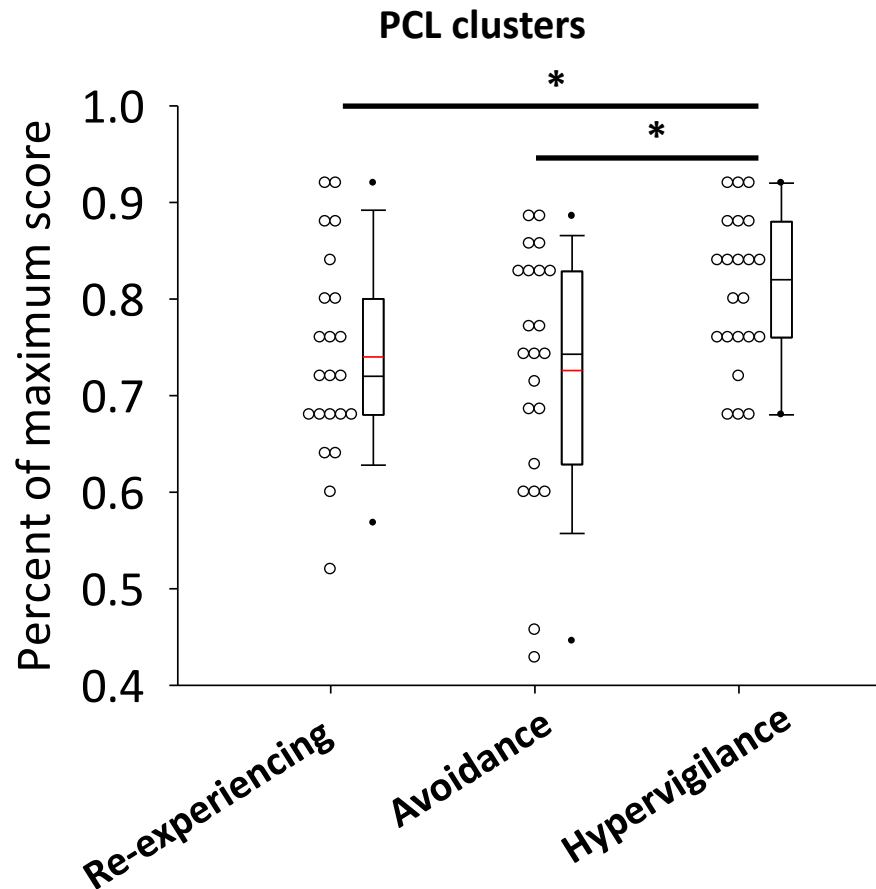 PCL clusters
*
*
Percent of maximum score
1.0
0.9
0.8
0.7
0.6
0.5
0.4
Re-experiencing
Avoidance
Hypervigilance